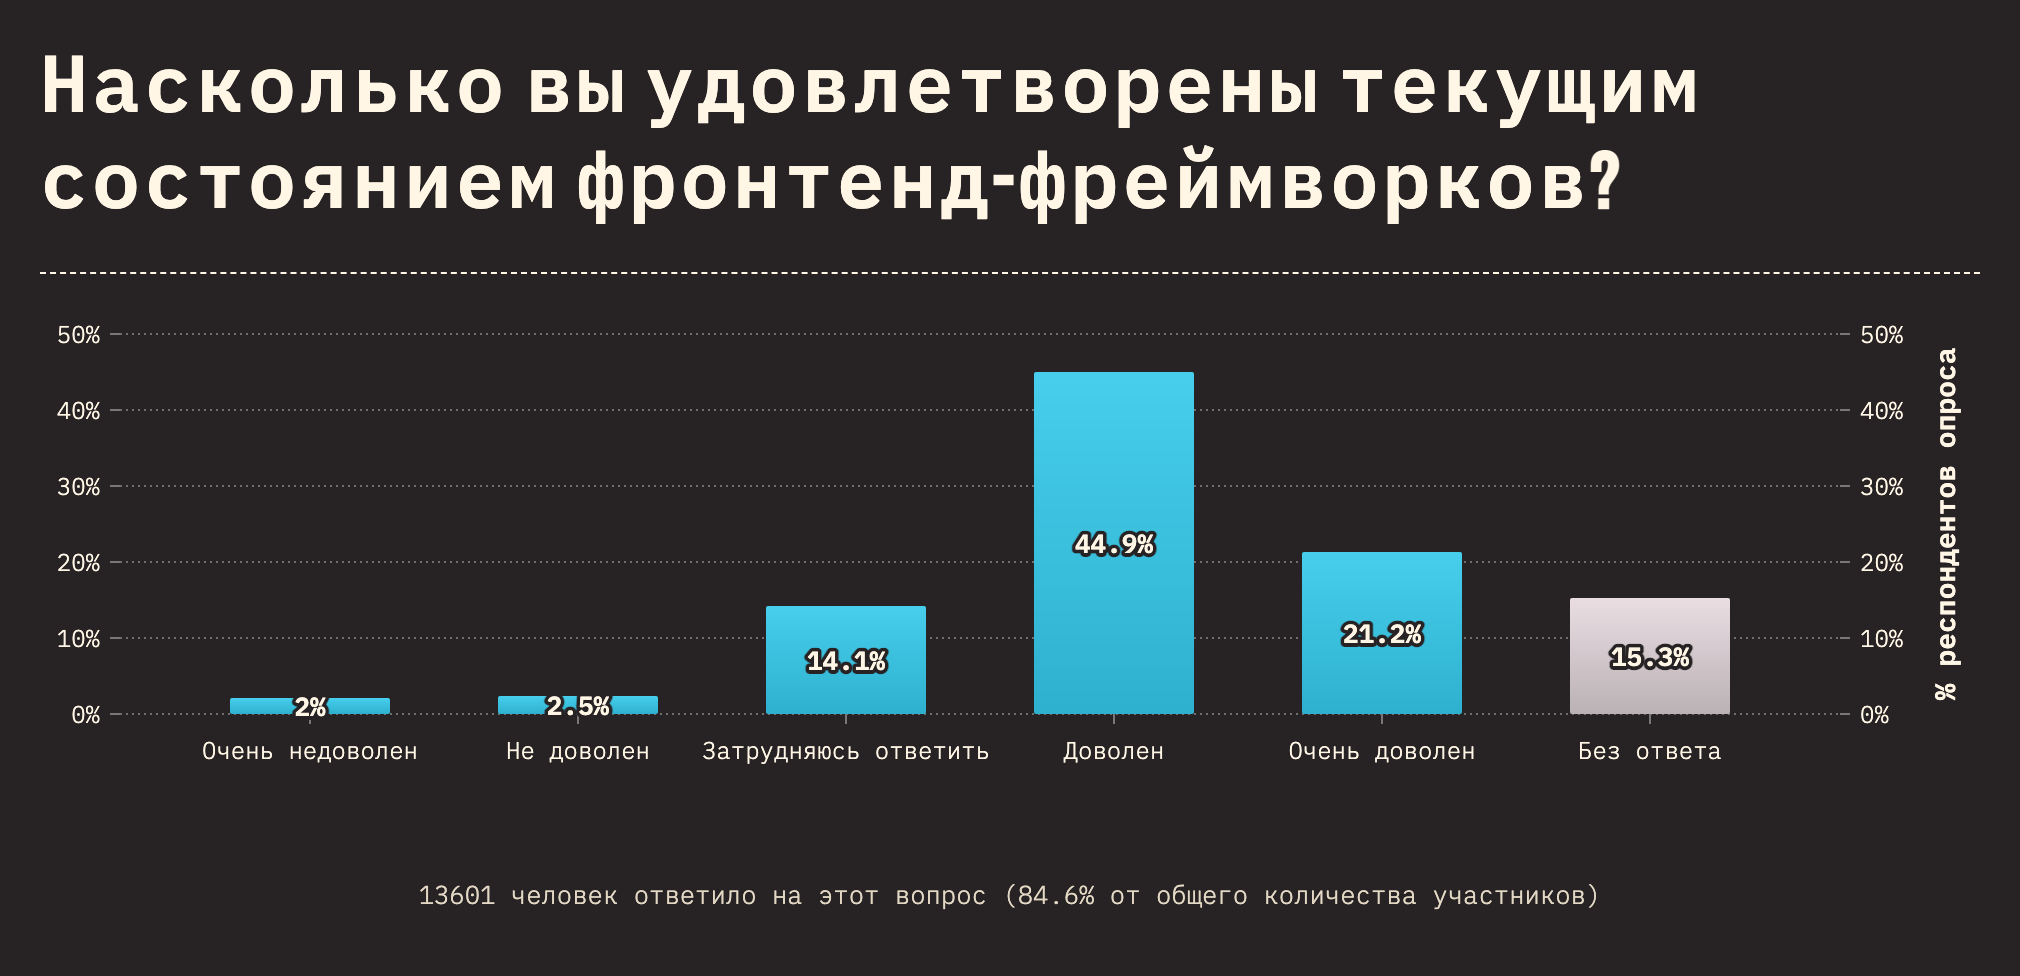 Насколько вы удовлетворены текущим
состоянием фронтенд-фреймворков?
50%
40%
30%
20%
10%
0%
50%
40%
30%
20%
10%
0%
% респондентов опроса
2%
2.5%
14.1%
44.9%
21.2%
15.3%
Очень недоволен
Не доволен
Затрудняюсь ответить
Доволен
Очень доволен
Без ответа
13601 человек ответило на этот вопрос (84.6% от общего количества участников)